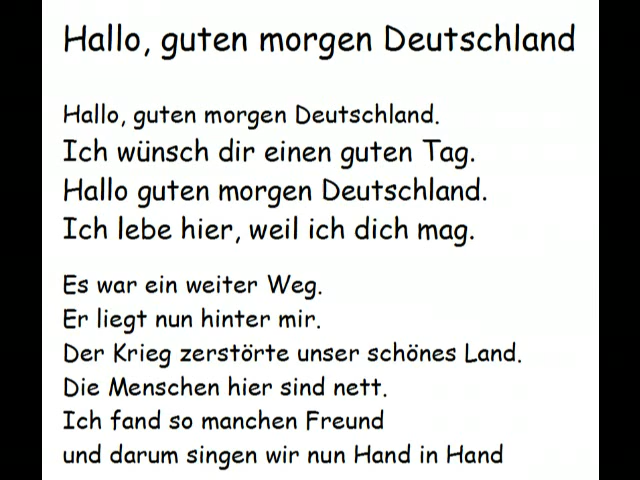 Hallo, guten morgen Deutschland
Hallo, guten morgen Deutschland.
Ich wünsch dir einen guten Tag.
Hallo guten morgen Deutschland.
Ich lebe hier, weil ich dich mag.
Es war ein weiter Weg.
Er liegt nun hinter mir.
Der Krieg zerstörte unser schönes Land.
Die Menschen hier sind nett.
Ich fand so manchen Freund
und darum singen wir nun Hand in Hand